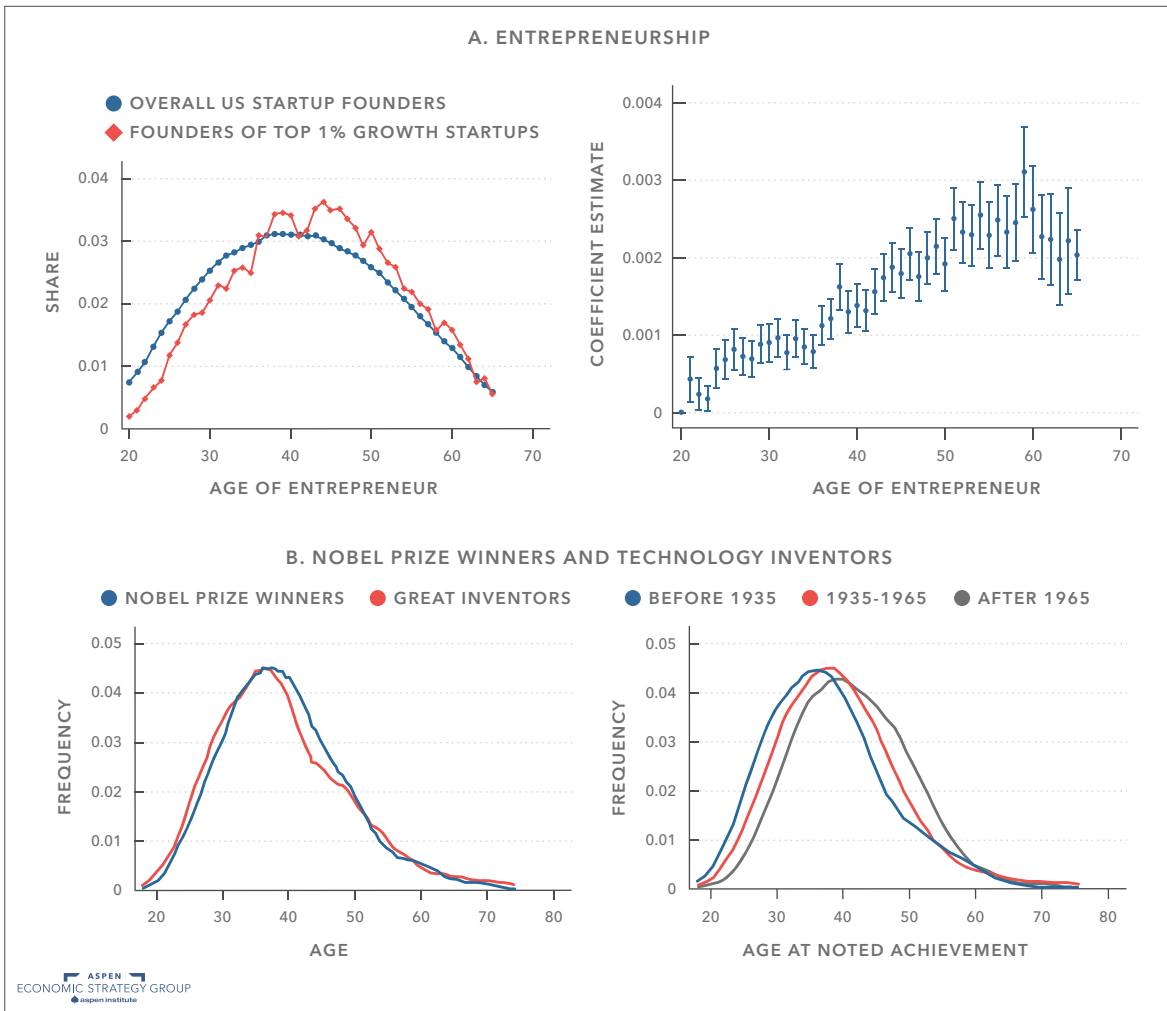 A. ENTREPRENEURSHIP
OVERALL US STARTUP FOUNDERS
FOUNDERS OF TOP 1% GROWTH STARTUPS
SHARE
0.04
0.03
0.02
0.01
0
20 30 40 50 60 70
AGE OF ENTREPRENEUR
COEFFICIENT ESTIMATE
0.004
0.003
0.002
0.001
0
20 30 40 50 60 70
AGE OF ENTREPRENEUR
B. NOBEL PRIZE WINNERS AND TECHNOLOGY INVENTORS
NOBEL PRIZE WINNERS GREAT INVENTORS
FREQUENCY
0.05
0.04
0.03
0.02
0.01
0
20 30 40 50 60 70 80
AGE
BEFORE 1935 1935-1965 AFTER 1965
FREQUENCY
0.05
0.04
0.03
0.02
0.01
0
20 30 40 50 60 70 80
AGE AT NOTED ACHIEVEMENT
ASPEN
ECONOMIC STRATEGY GROUP
aspen institute